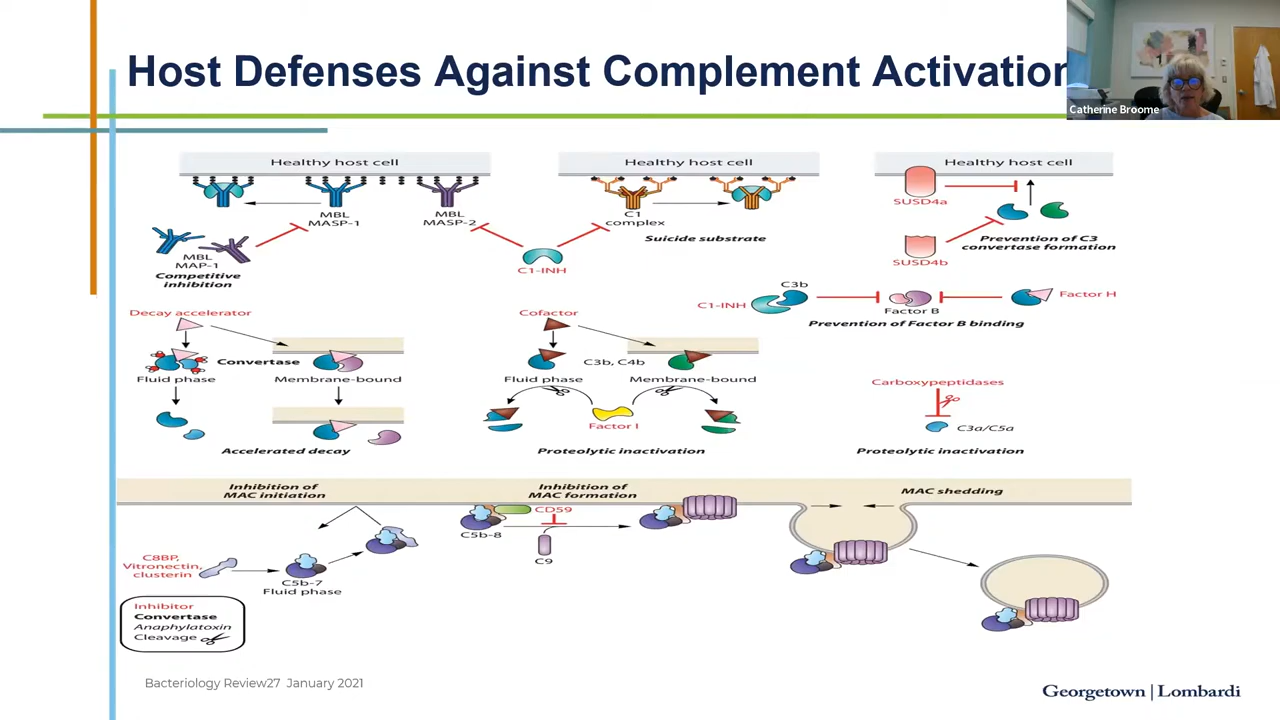 Host Defenses Against Complement Activation
Catherine Broome
Healthy host cell
MBL
MASP-1
MBL
MASP-2
MBL
MAP-1
Competitive
inhibition
Healthy host cell
C1
complex
Suicide substrate
C1-INH
Healthy host cell
SUSD4a
SUSD4b
Prevention of C3
convertase formation
C3b
C1-INH
Factor B
Factor H
Prevention of Factor B binding
Decay accelerator
Convertase
Fluid phase
Membrane-bound
Accelerated decay
Cofactor
C3b, C4b
Fluid phase
Membrane-bound
Factor I
Proteolytic inactivation
Carboxypeptidases
C3a/C5a
Proteolytic inactivation
Inhibition of
MAC initiation
C8BP,
Vitronectin,
clusterin
C5b-7
Fluid phase
Inhibition of
MAC formation
CD59
C5b-8
C9
MAC shedding
Inhibitor
Convertase
Anaphylatoxin
Cleavage
Bacteriology Review27 January 2021
Georgetown | Lombardi